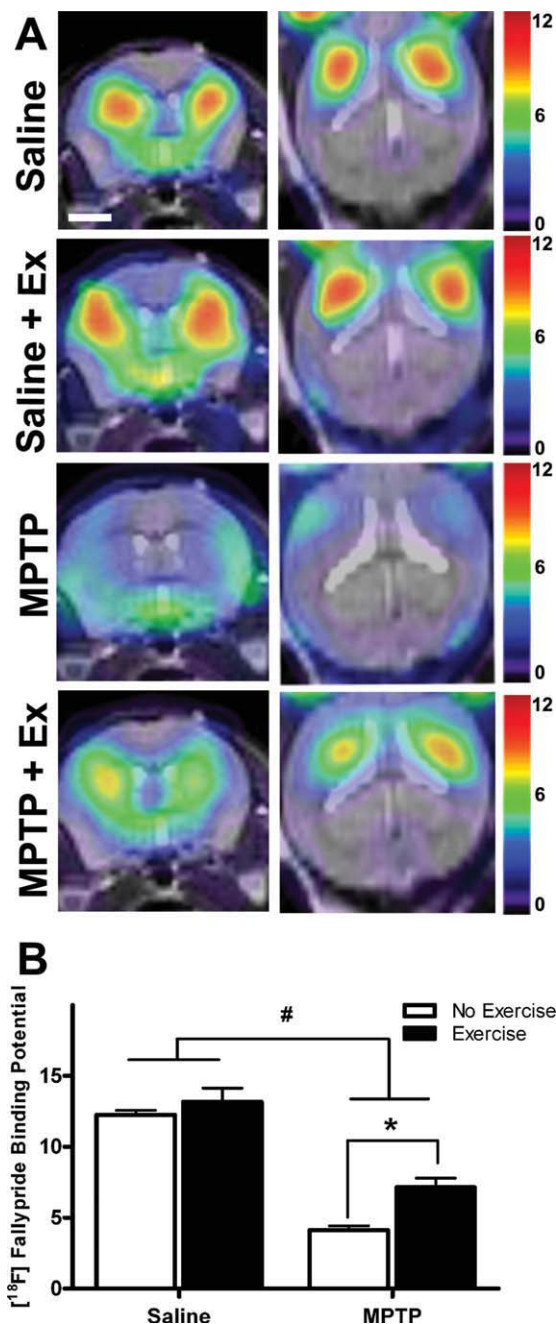 A
Saline
12
6
0
Saline + Ex
12
6
0
MPTP
12
6
0
MPTP + Ex
12
6
0
B
[18F] Fallypride Binding Potential
15
10
5
0
#
*
No Exercise
Exercise
Saline
MPTP